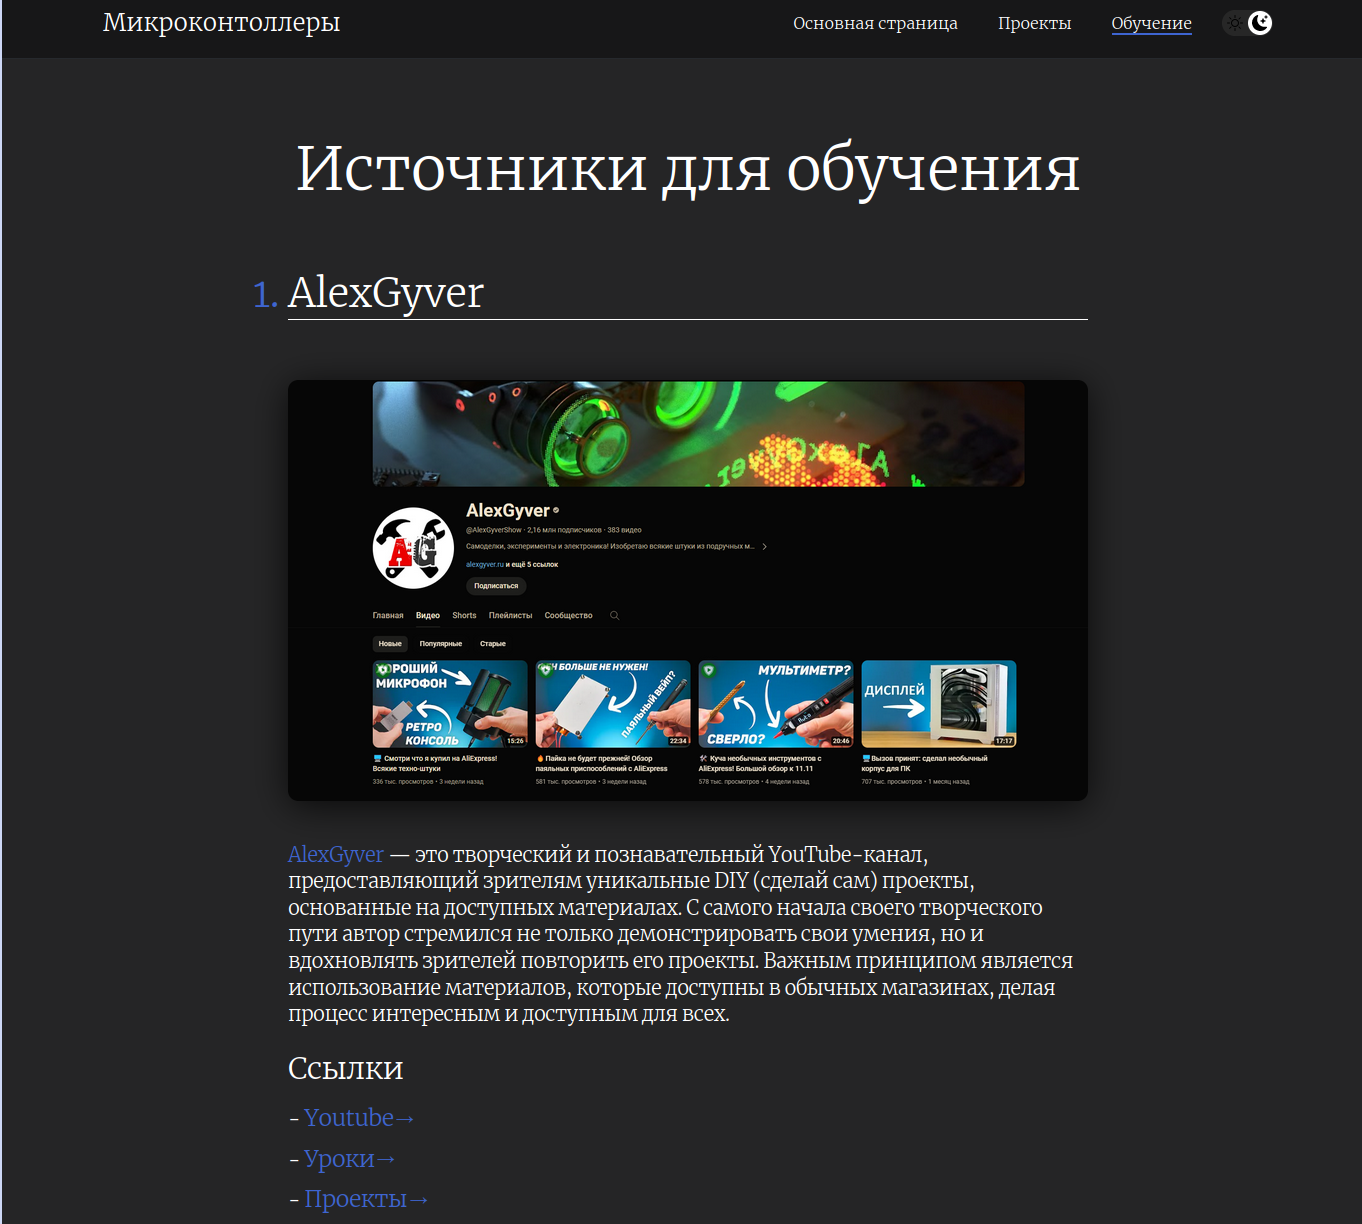 Микроконтоллеры
Основная страница
Проекты
Обучение
Источники для обучения
1. AlexGyver
AlexGyver
AlexGyver
@AlexGyverShow · 2,16 млн подписчиков · 383 видео
Самоделки, эксперименты и электроника! Изобретаю всякие штуки из подручных м...
alexgyver.ru и ещё 5 ссылок
Подписаться
AG
Главная Видео Shorts Плейлисты Сообщество
Новые Популярные Старые
ХОРОШИЙ
МИКРОФОН
РЕТРО
КОНСОЛЬ
15:26
БОЛЬШЕ НЕ НУЖЕН!
ПАЯЛЬНЫЙ ВЕЙП?
22:34
МУЛЬТИМЕТР?
СВЕРЛО?
20:46
ДИСПЛЕЙ
17:17
Смотри что я купил на AliExpress!
Всякие техно-штуки
336 тыс. просмотров · 3 недели назад
Пайка не будет прежней! Обзор
паяльных приспособлений с AliExpress
581 тыс. просмотров · 3 недели назад
Куча необычных инструментов с
AliExpress! Большой обзор к 11.11
578 тыс. просмотров · 4 недели назад
Вызов принят: сделал необычный
корпус для ПК
707 тыс. просмотров · 1 месяц назад
AlexGyver — это творческий и познавательный YouTube-канал,
предоставляющий зрителям уникальные DIY (сделай сам) проекты,
основанные на доступных материалах. С самого начала своего творческого
пути автор стремился не только демонстрировать свои умения, но и
вдохновлять зрителей повторить его проекты. Важным принципом является
использование материалов, которые доступны в обычных магазинах, делая
процесс интересным и доступным для всех.
Ссылки
- Youtube→
- Уроки→
- Проекты→